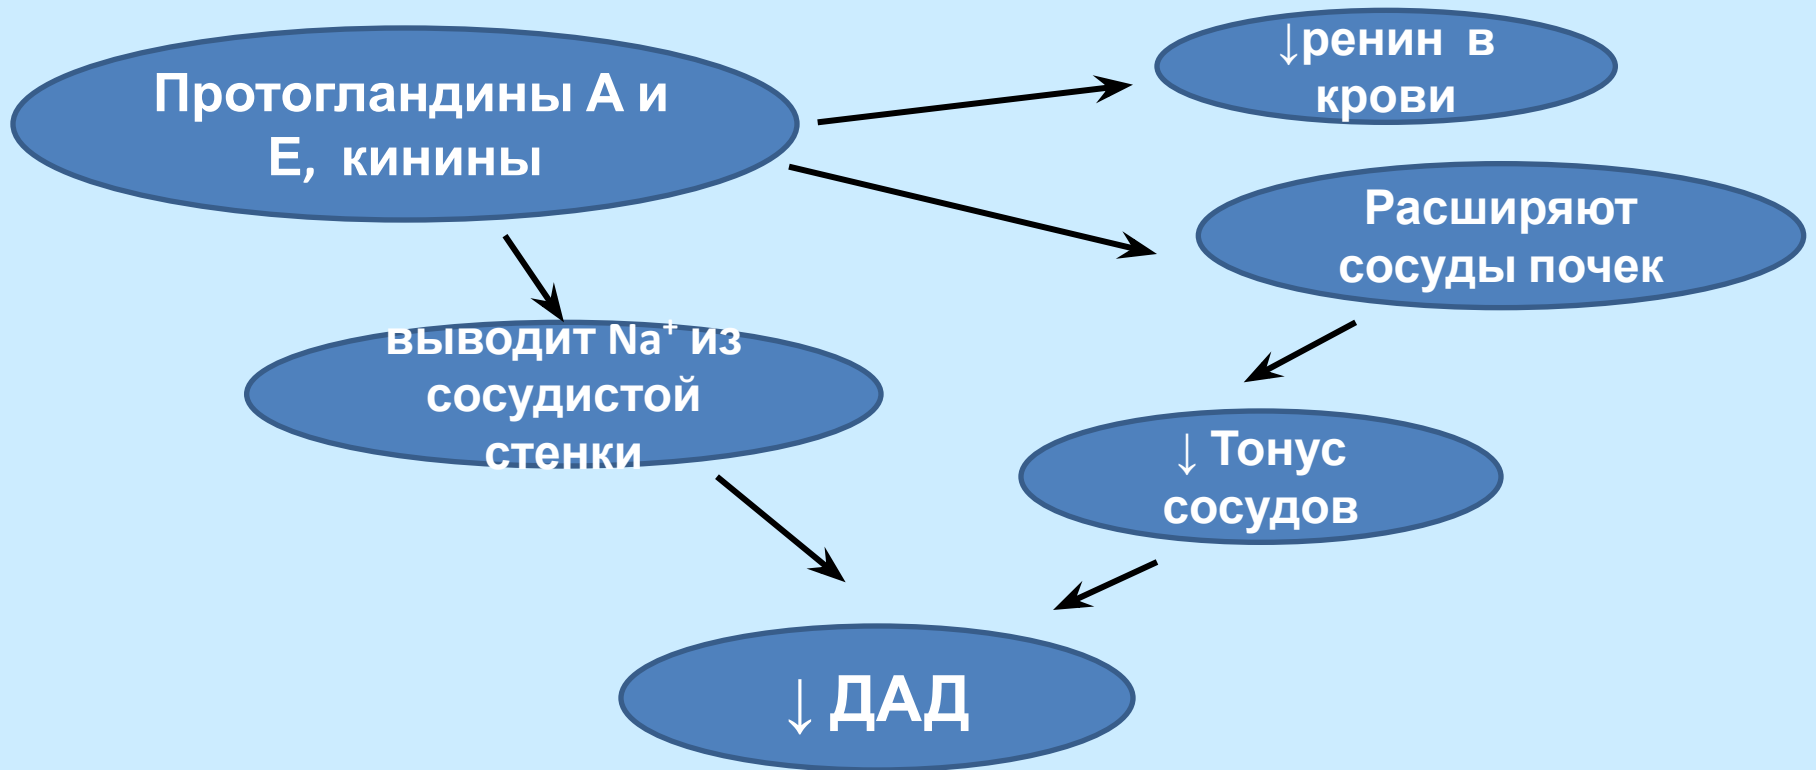 Протогландины А и
Е, кинины
↓ренин в
крови
Расширяют
сосуды почек
выводит Na⁺ из
сосудистой
стенки
↓ Тонус
сосудов
↓ ДАД